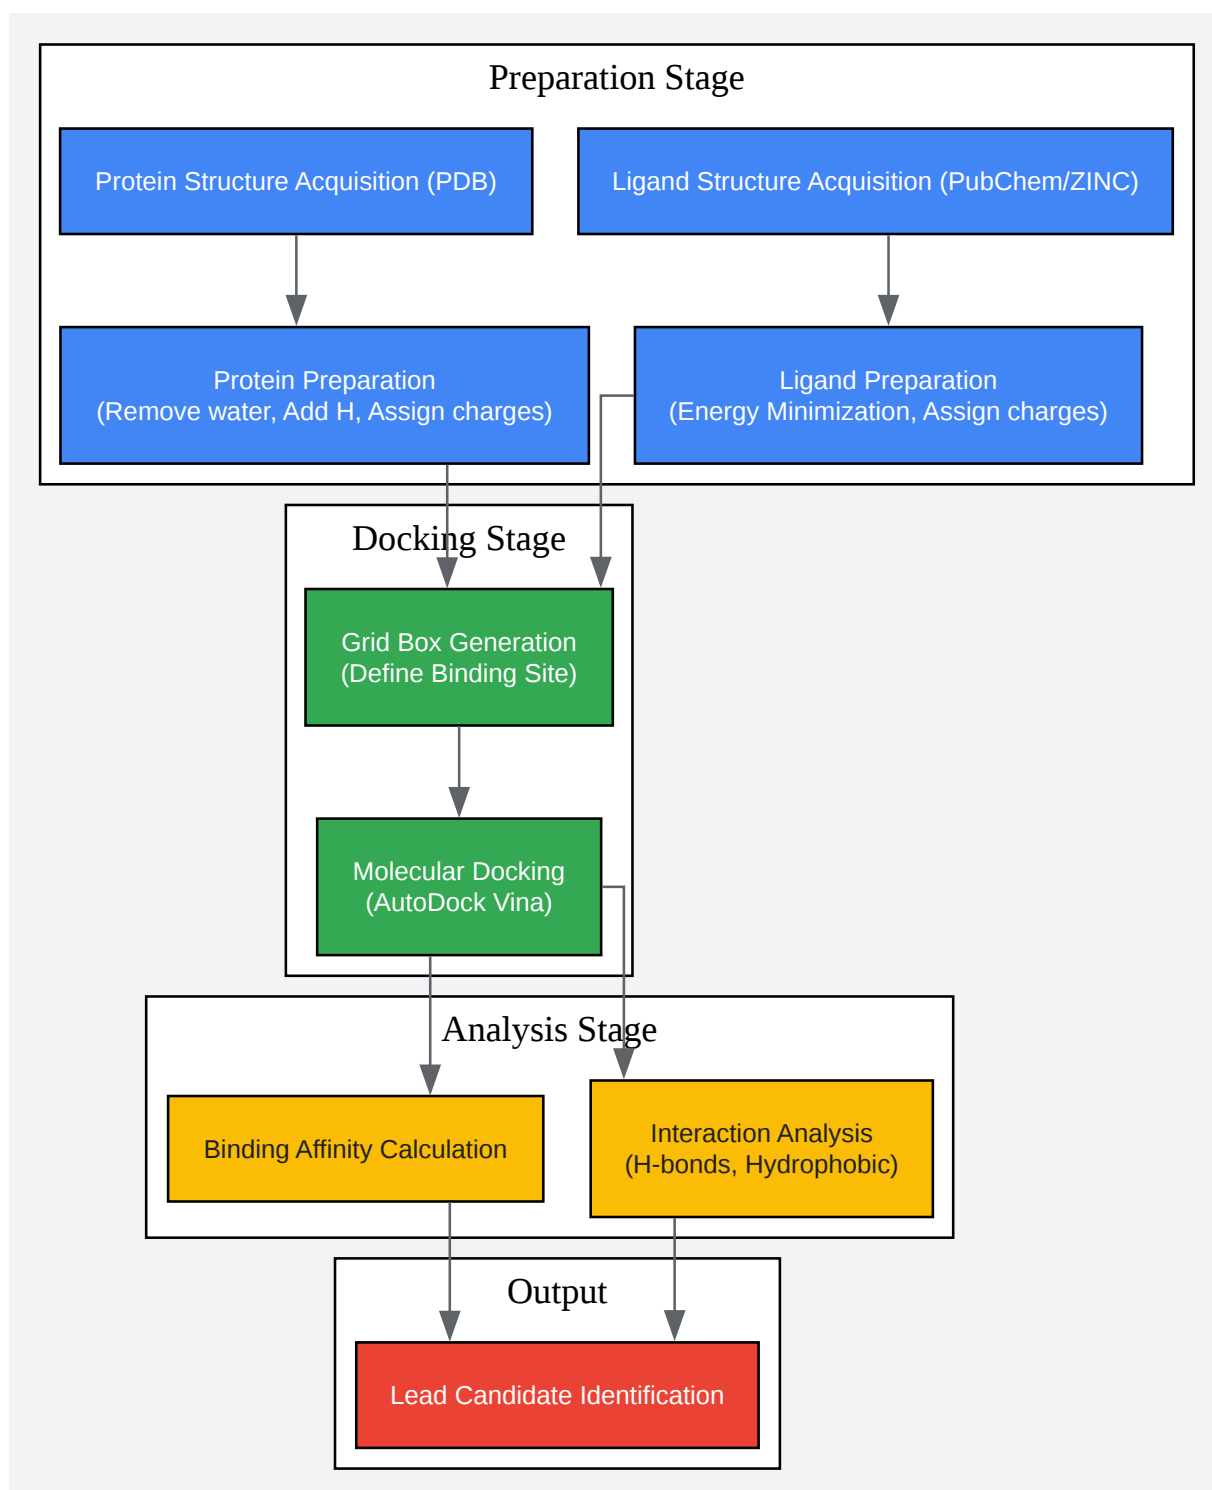 Preparation Stage
Protein Structure Acquisition (PDB)
Ligand Structure Acquisition (PubChem/ZINC)
Protein Preparation
(Remove water, Add H, Assign charges)
Ligand Preparation
(Energy Minimization, Assign charges)
Docking Stage
Grid Box Generation
(Define Binding Site)
Molecular Docking
(AutoDock Vina)
Analysis Stage
Binding Affinity Calculation
Interaction Analysis
(H-bonds, Hydrophobic)
Output
Lead Candidate Identification